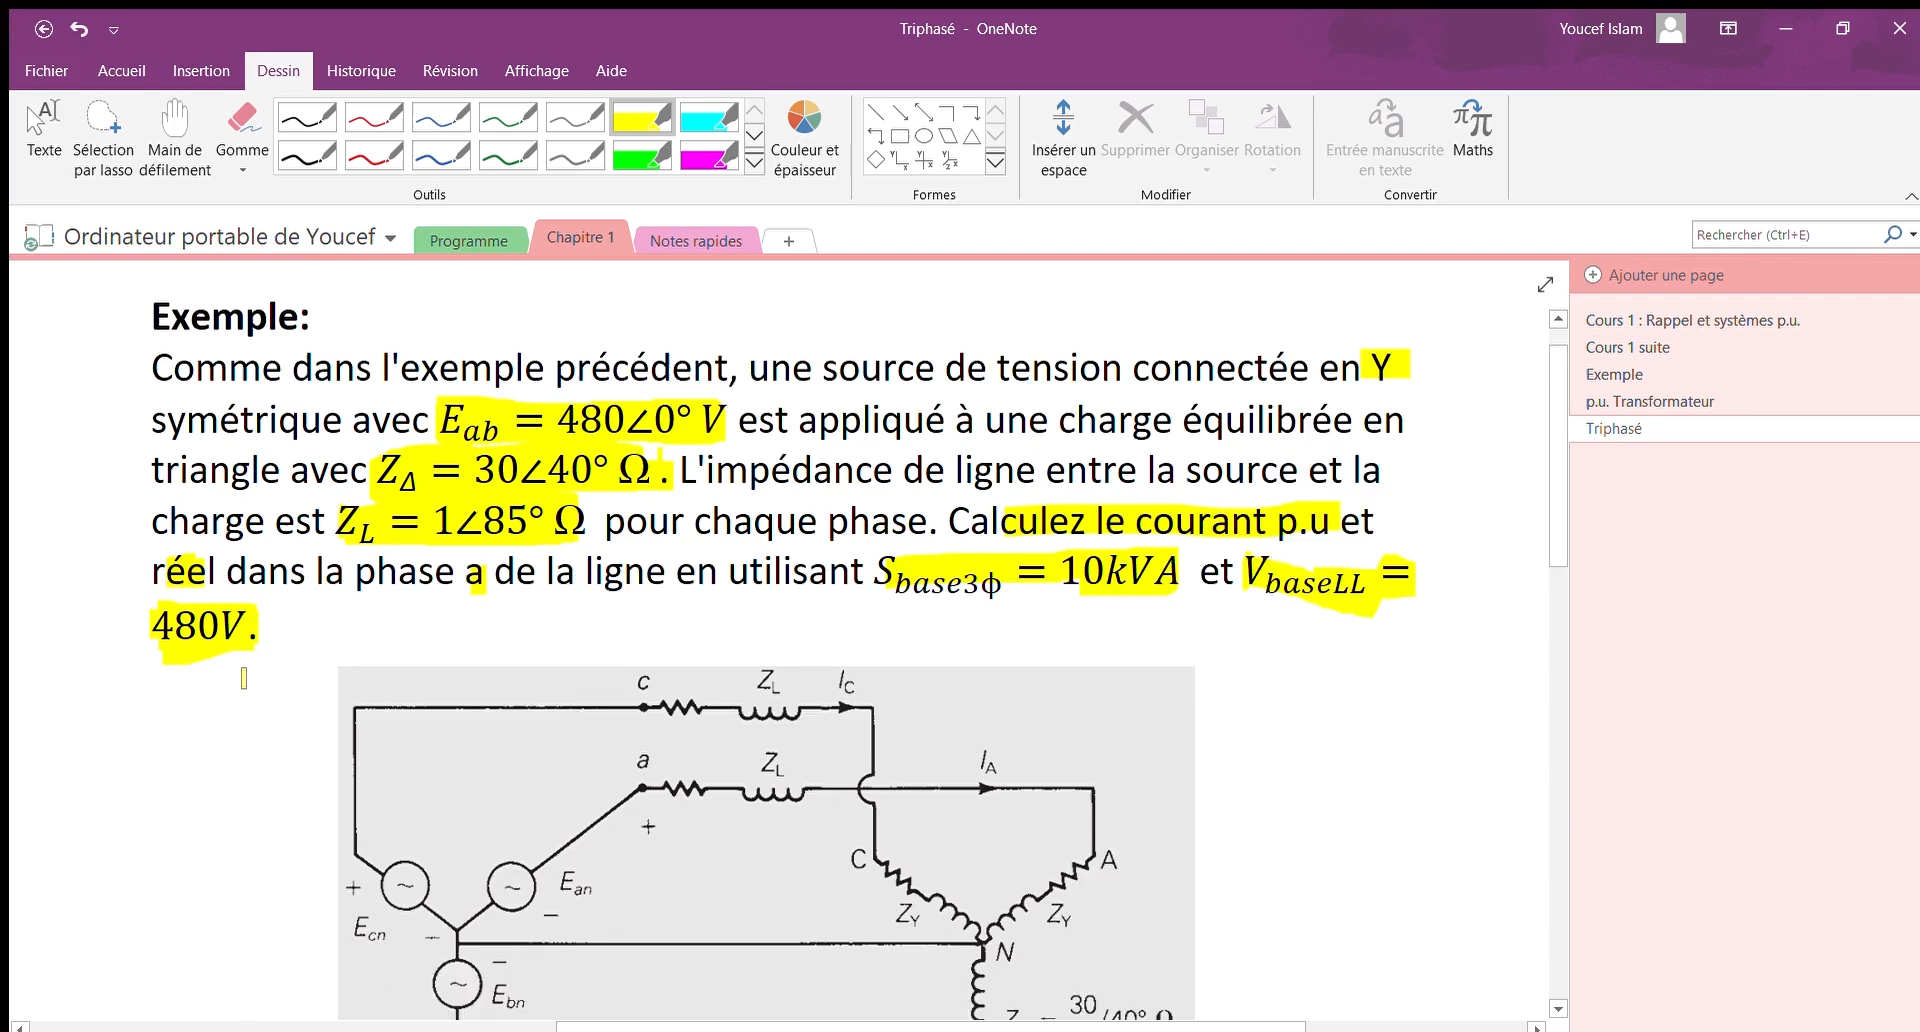 Triphasé - OneNote
Youcef Islam
Fichier Accueil Insertion Dessin Historique Révision Affichage Aide
Texte Sélection par lasso Main de défilement Gomme Couleur et épaisseur
Outils
Formes
Insérer un espace Supprimer Organiser Rotation
Modifier
Entrée manuscrite en texte Maths
Convertir
Ordinateur portable de Youcef Programme Chapitre 1 Notes rapides +
Rechercher (Ctrl+E)
Ajouter une page
Cours 1 : Rappel et systèmes p.u.
Cours 1 suite
Exemple
p.u. Transformateur
Triphasé
Exemple:
Comme dans l'exemple précédent, une source de tension connectée en Y
symétrique avec E_ab = 480∠0° V est appliqué à une charge équilibrée en
triangle avec Z_Δ = 30∠40° Ω . L'impédance de ligne entre la source et la
charge est Z_L = 1∠85° Ω pour chaque phase. Calculez le courant p.u et
réel dans la phase a de la ligne en utilisant S_base3ϕ = 10kVA et V_baseLL =
480V.
c Z_L I_C
a Z_L I_A
+
C A
+ ~ ~ E_an
Z_Y Z_Y
E_cn − −
N
−
~ E_bn
30